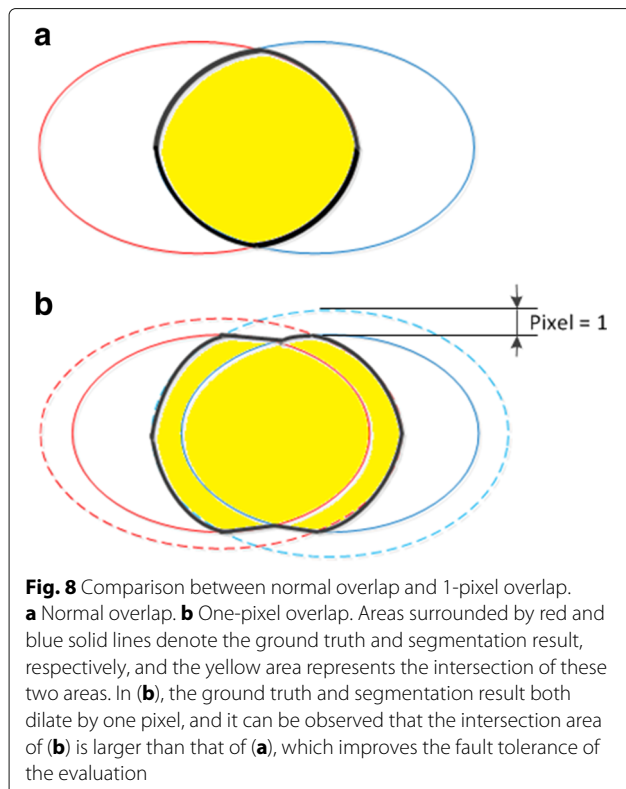 a
b
Pixel = 1
Fig. 8 Comparison between normal overlap and 1-pixel overlap.
a Normal overlap. b One-pixel overlap. Areas surrounded by red and
blue solid lines denote the ground truth and segmentation result,
respectively, and the yellow area represents the intersection of these
two areas. In (b), the ground truth and segmentation result both
dilate by one pixel, and it can be observed that the intersection area
of (b) is larger than that of (a), which improves the fault tolerance of
the evaluation